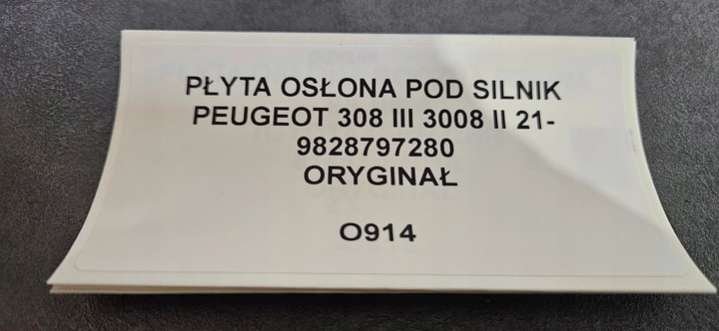 PŁYTA OSŁONA POD SILNIK
PEUGEOT 308 III 3008 II 21-
9828797280
ORYGINAŁ
O914